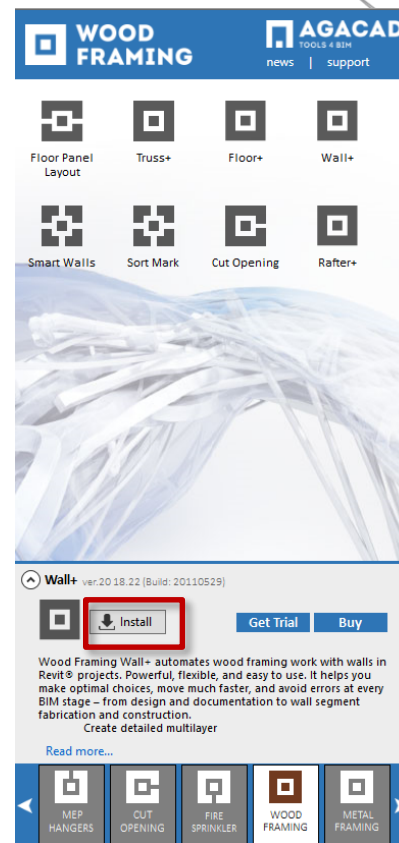 WOOD
FRAMING
AGACAD
TOOLS 4 BIM
news | support
Floor Panel
Layout
Truss+
Floor+
Wall+
Smart Walls
Sort Mark
Cut Opening
Rafter+
Wall+ ver.2018.22 (Build: 20110529)
Install
Get Trial
Buy
Wood Framing Wall+ automates wood framing work with walls in
Revit® projects. Powerful, flexible, and easy to use. It helps you
make optimal choices, move much faster, and avoid errors at every
BIM stage – from design and documentation to wall segment
fabrication and construction.
Create detailed multilayer
Read more...
MEP
HANGERS
CUT
OPENING
FIRE
SPRINKLER
WOOD
FRAMING
METAL
FRAMING